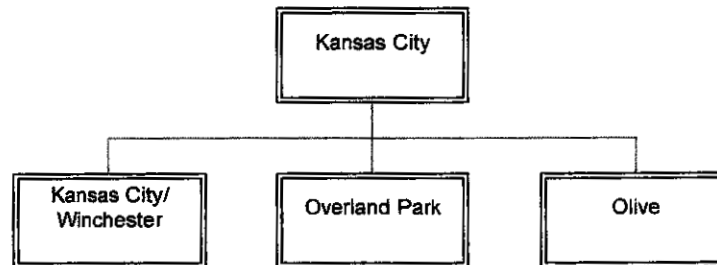 Kansas City
Kansas City/
Winchester
Overland Park
Olive